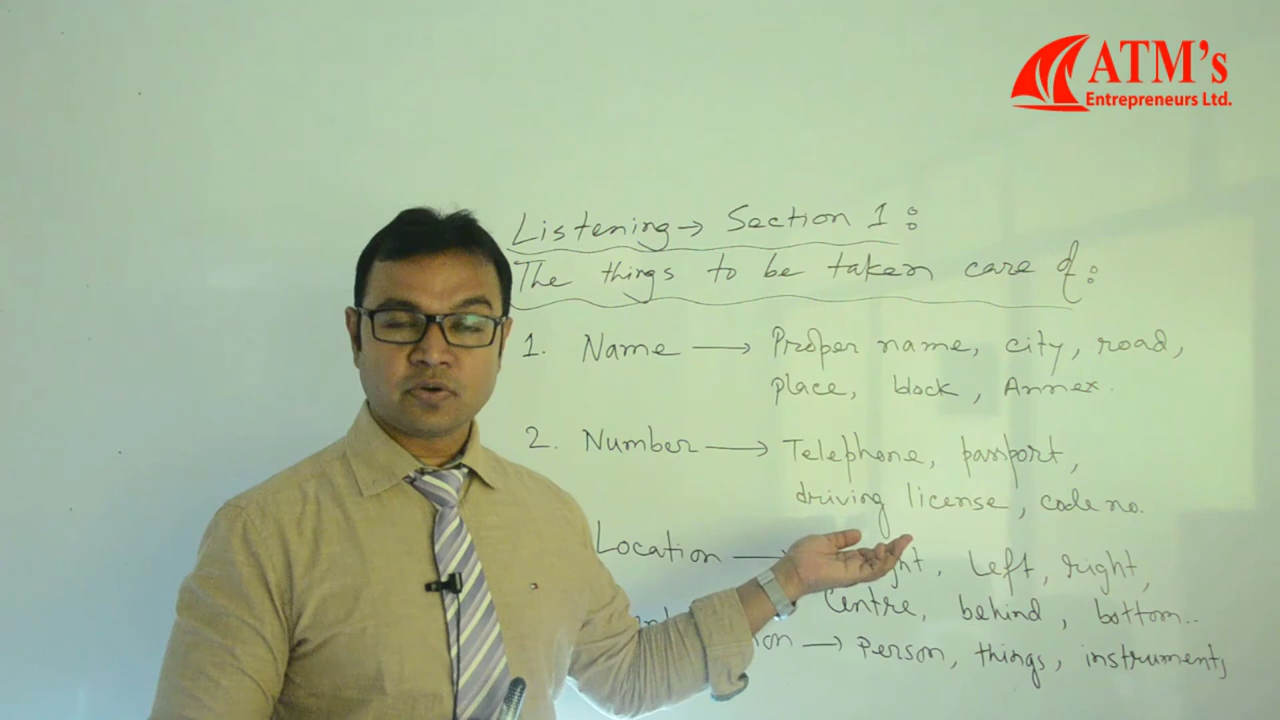 ATM's
Entrepreneurs Ltd.
Listening → Section 1 :
The things to be taken care of :
1. Name → Proper name, city, road,
place, block, Annex.
2. Number → Telephone, passport,
driving license, code no.
Location → left, right,
Centre, behind, bottom..
→ Person, things, instruments,